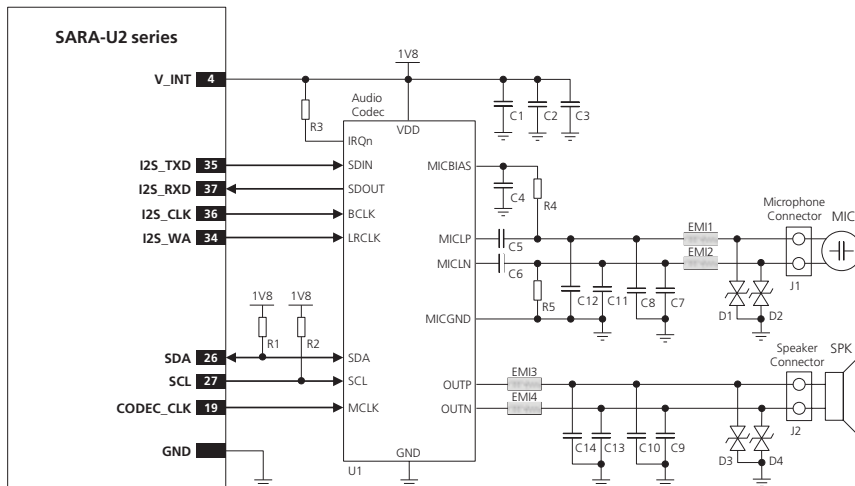 SARA-U2 series
1V8
V_INT 4
Audio
Codec
R3
C1
C2
C3
VDD
IRQn
I2S_TXD 35
SDIN
MICBIAS
I2S_RXD 37
SDOUT
C4
R4
Microphone
Connector
MIC
I2S_CLK 36
BCLK
I2S_WA 34
LRCLK
MICLP
C5
EMI1
MICLN
C6
EMI2
J1
R5
C12
C11
C8
C7
D1
D2
MICGND
1V8
1V8
R1
R2
Speaker
Connector
SPK
SDA 26
SDA
SCL 27
SCL
OUTP
EMI3
CODEC_CLK 19
MCLK
OUTN
EMI4
J2
C14
C13
C10
C9
D3
D4
GND
GND
U1